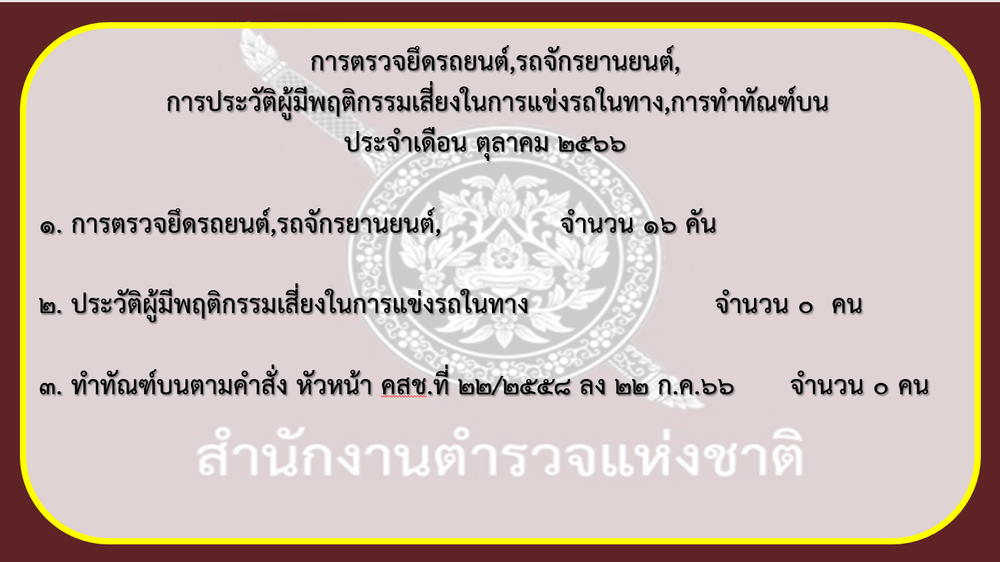 การตรวจยึดรถยนต์,รถจักรยานยนต์,
การประวัติผู้มีพฤติกรรมเสี่ยงในการแข่งรถในทาง,การทำทัณฑ์บน
ประจำเดือน ตุลาคม ๒๕๖๖
๑. การตรวจยึดรถยนต์,รถจักรยานยนต์, จำนวน ๑๖ คัน
๒. ประวัติผู้มีพฤติกรรมเสี่ยงในการแข่งรถในทาง จำนวน ๐ คน
๓. ทำทัณฑ์บนตามคำสั่ง หัวหน้า คสช.ที่ ๒๒/๒๕๕๘ ลง ๒๒ ก.ค.๖๖ จำนวน ๐ คน
สำนักงานตำรวจแห่งชาติ